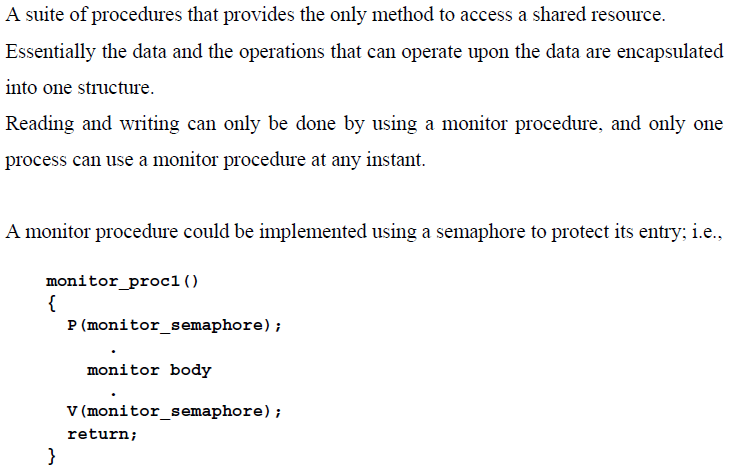 A suite of procedures that provides the only method to access a shared resource.
Essentially the data and the operations that can operate upon the data are encapsulated
into one structure.
Reading and writing can only be done by using a monitor procedure, and only one
process can use a monitor procedure at any instant.
A monitor procedure could be implemented using a semaphore to protect its entry; i.e.,
monitor_proc1()
{
P(monitor_semaphore);
.
monitor body
.
V(monitor_semaphore);
return;
}